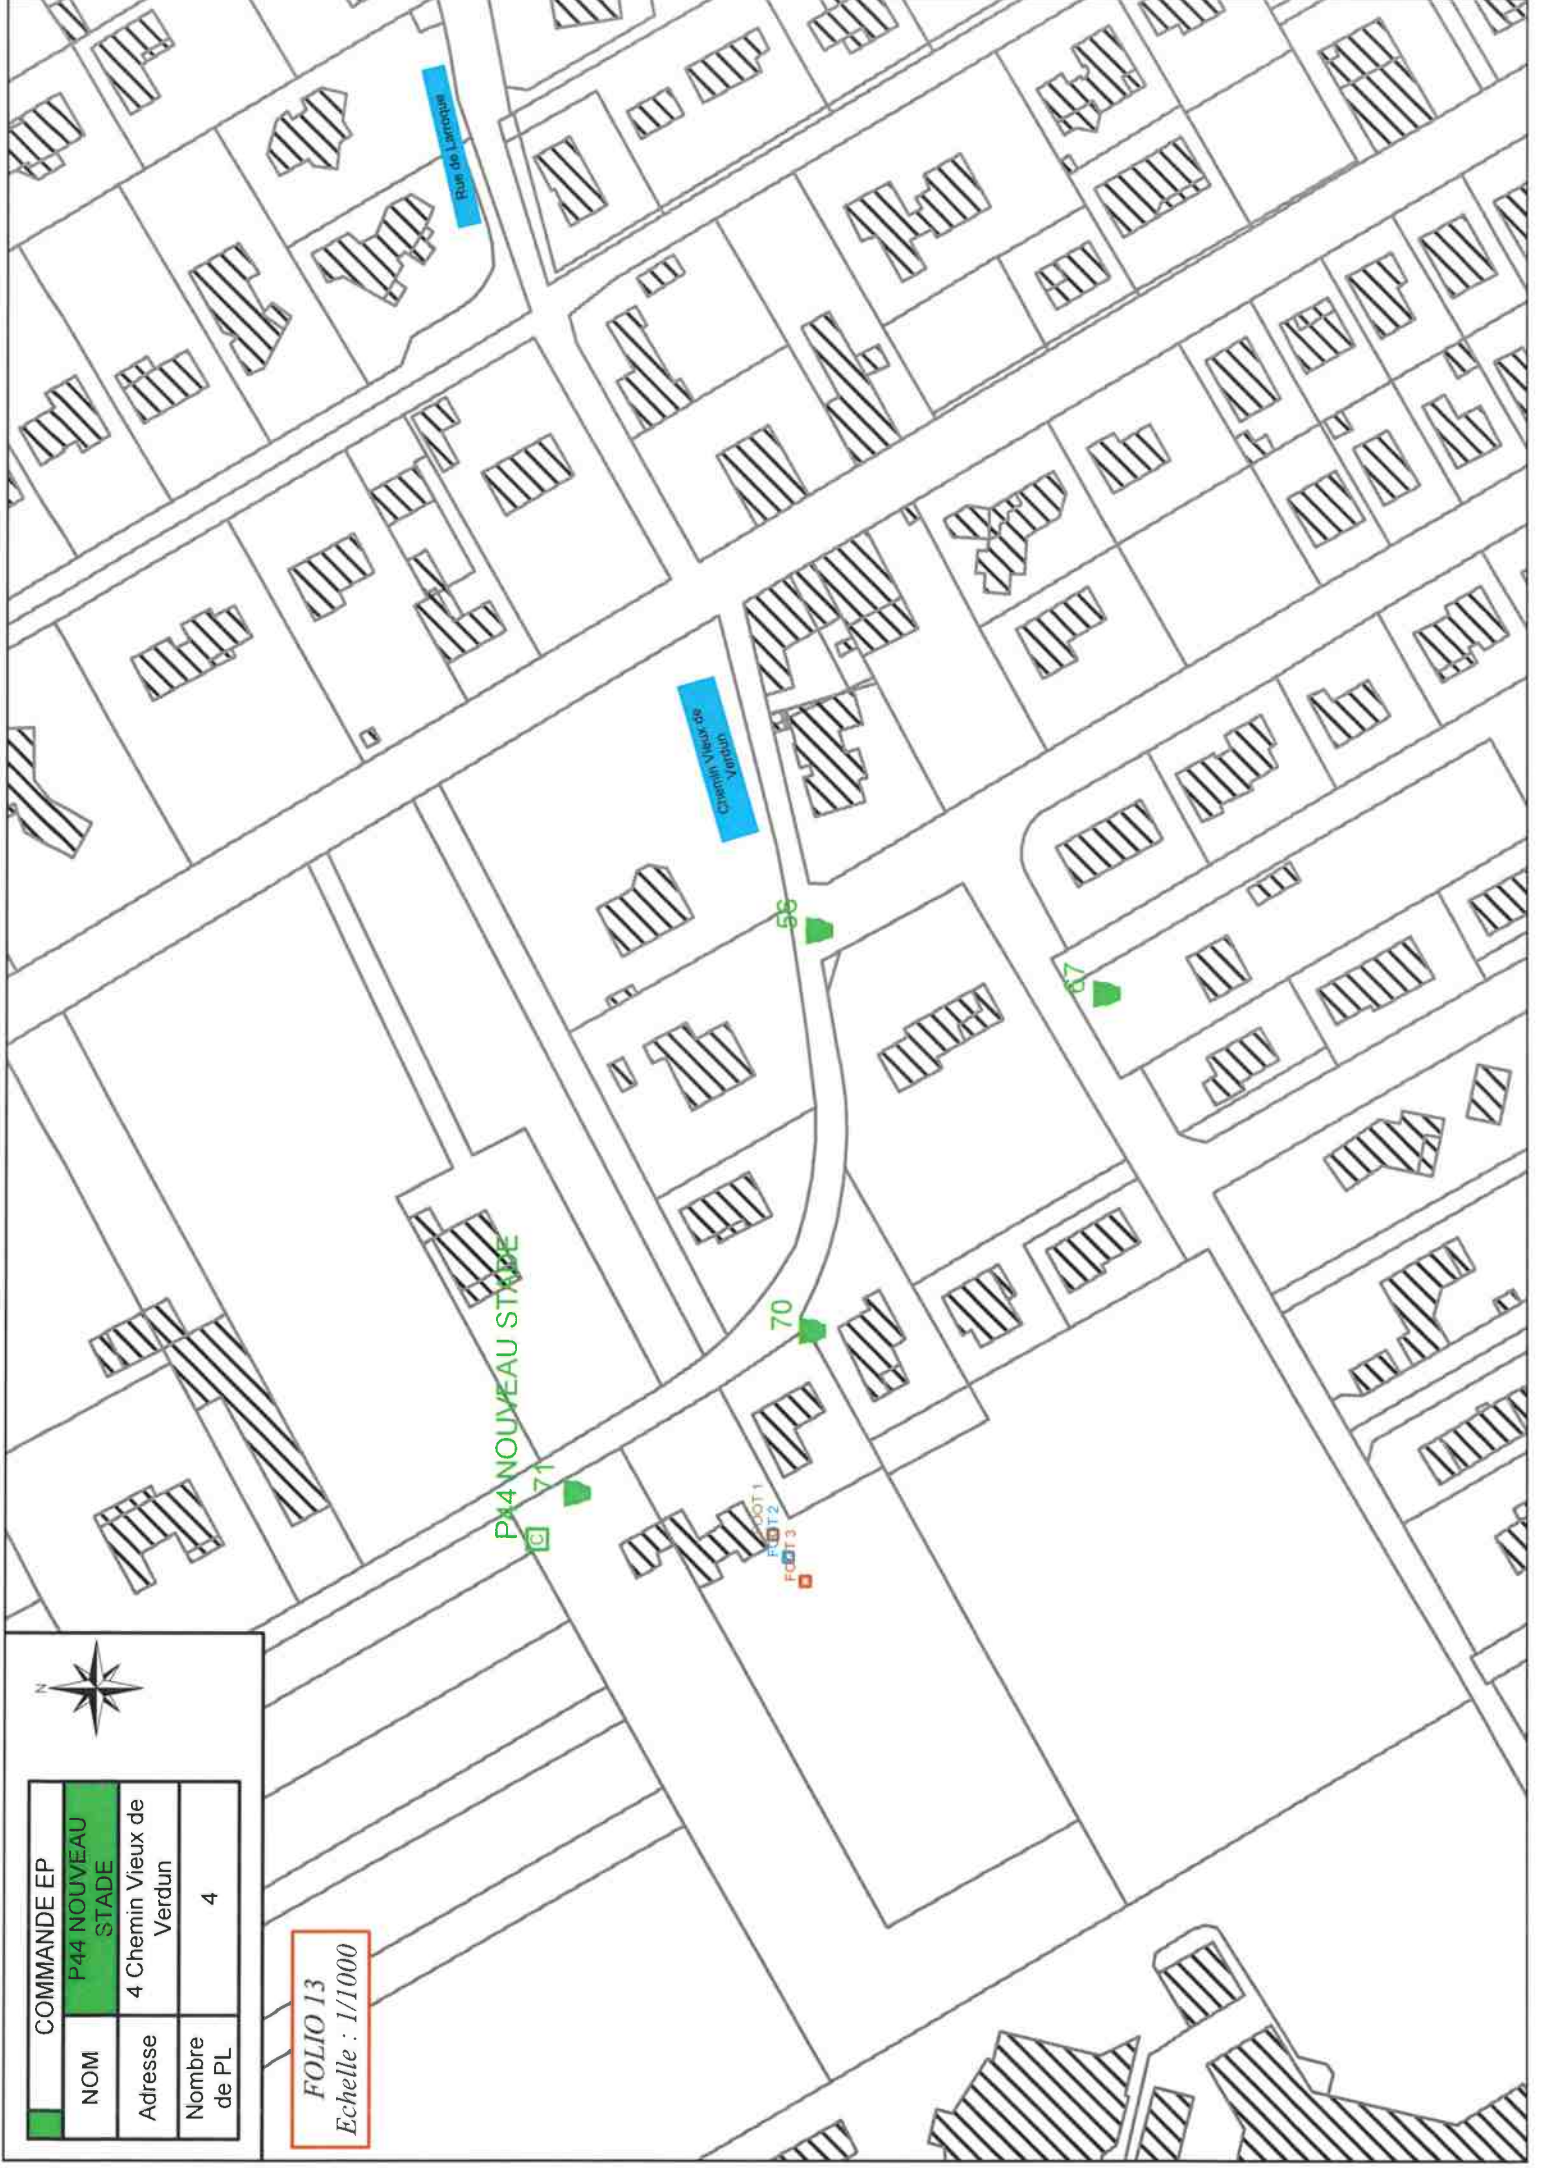 COMMANDE EP
NOM
P44 NOUVEAU
STADE
Adresse
4 Chemin Vieux de
Verdun
Nombre
de PL
4
N
FOLIO 13
Echelle : 1/1000
P44 NOUVEAU STADE
C
71
70
56
67
FOOT 1
FOOT 2
FOOT 3
Chemin Vieux de
Verdun
Rue de Larroque